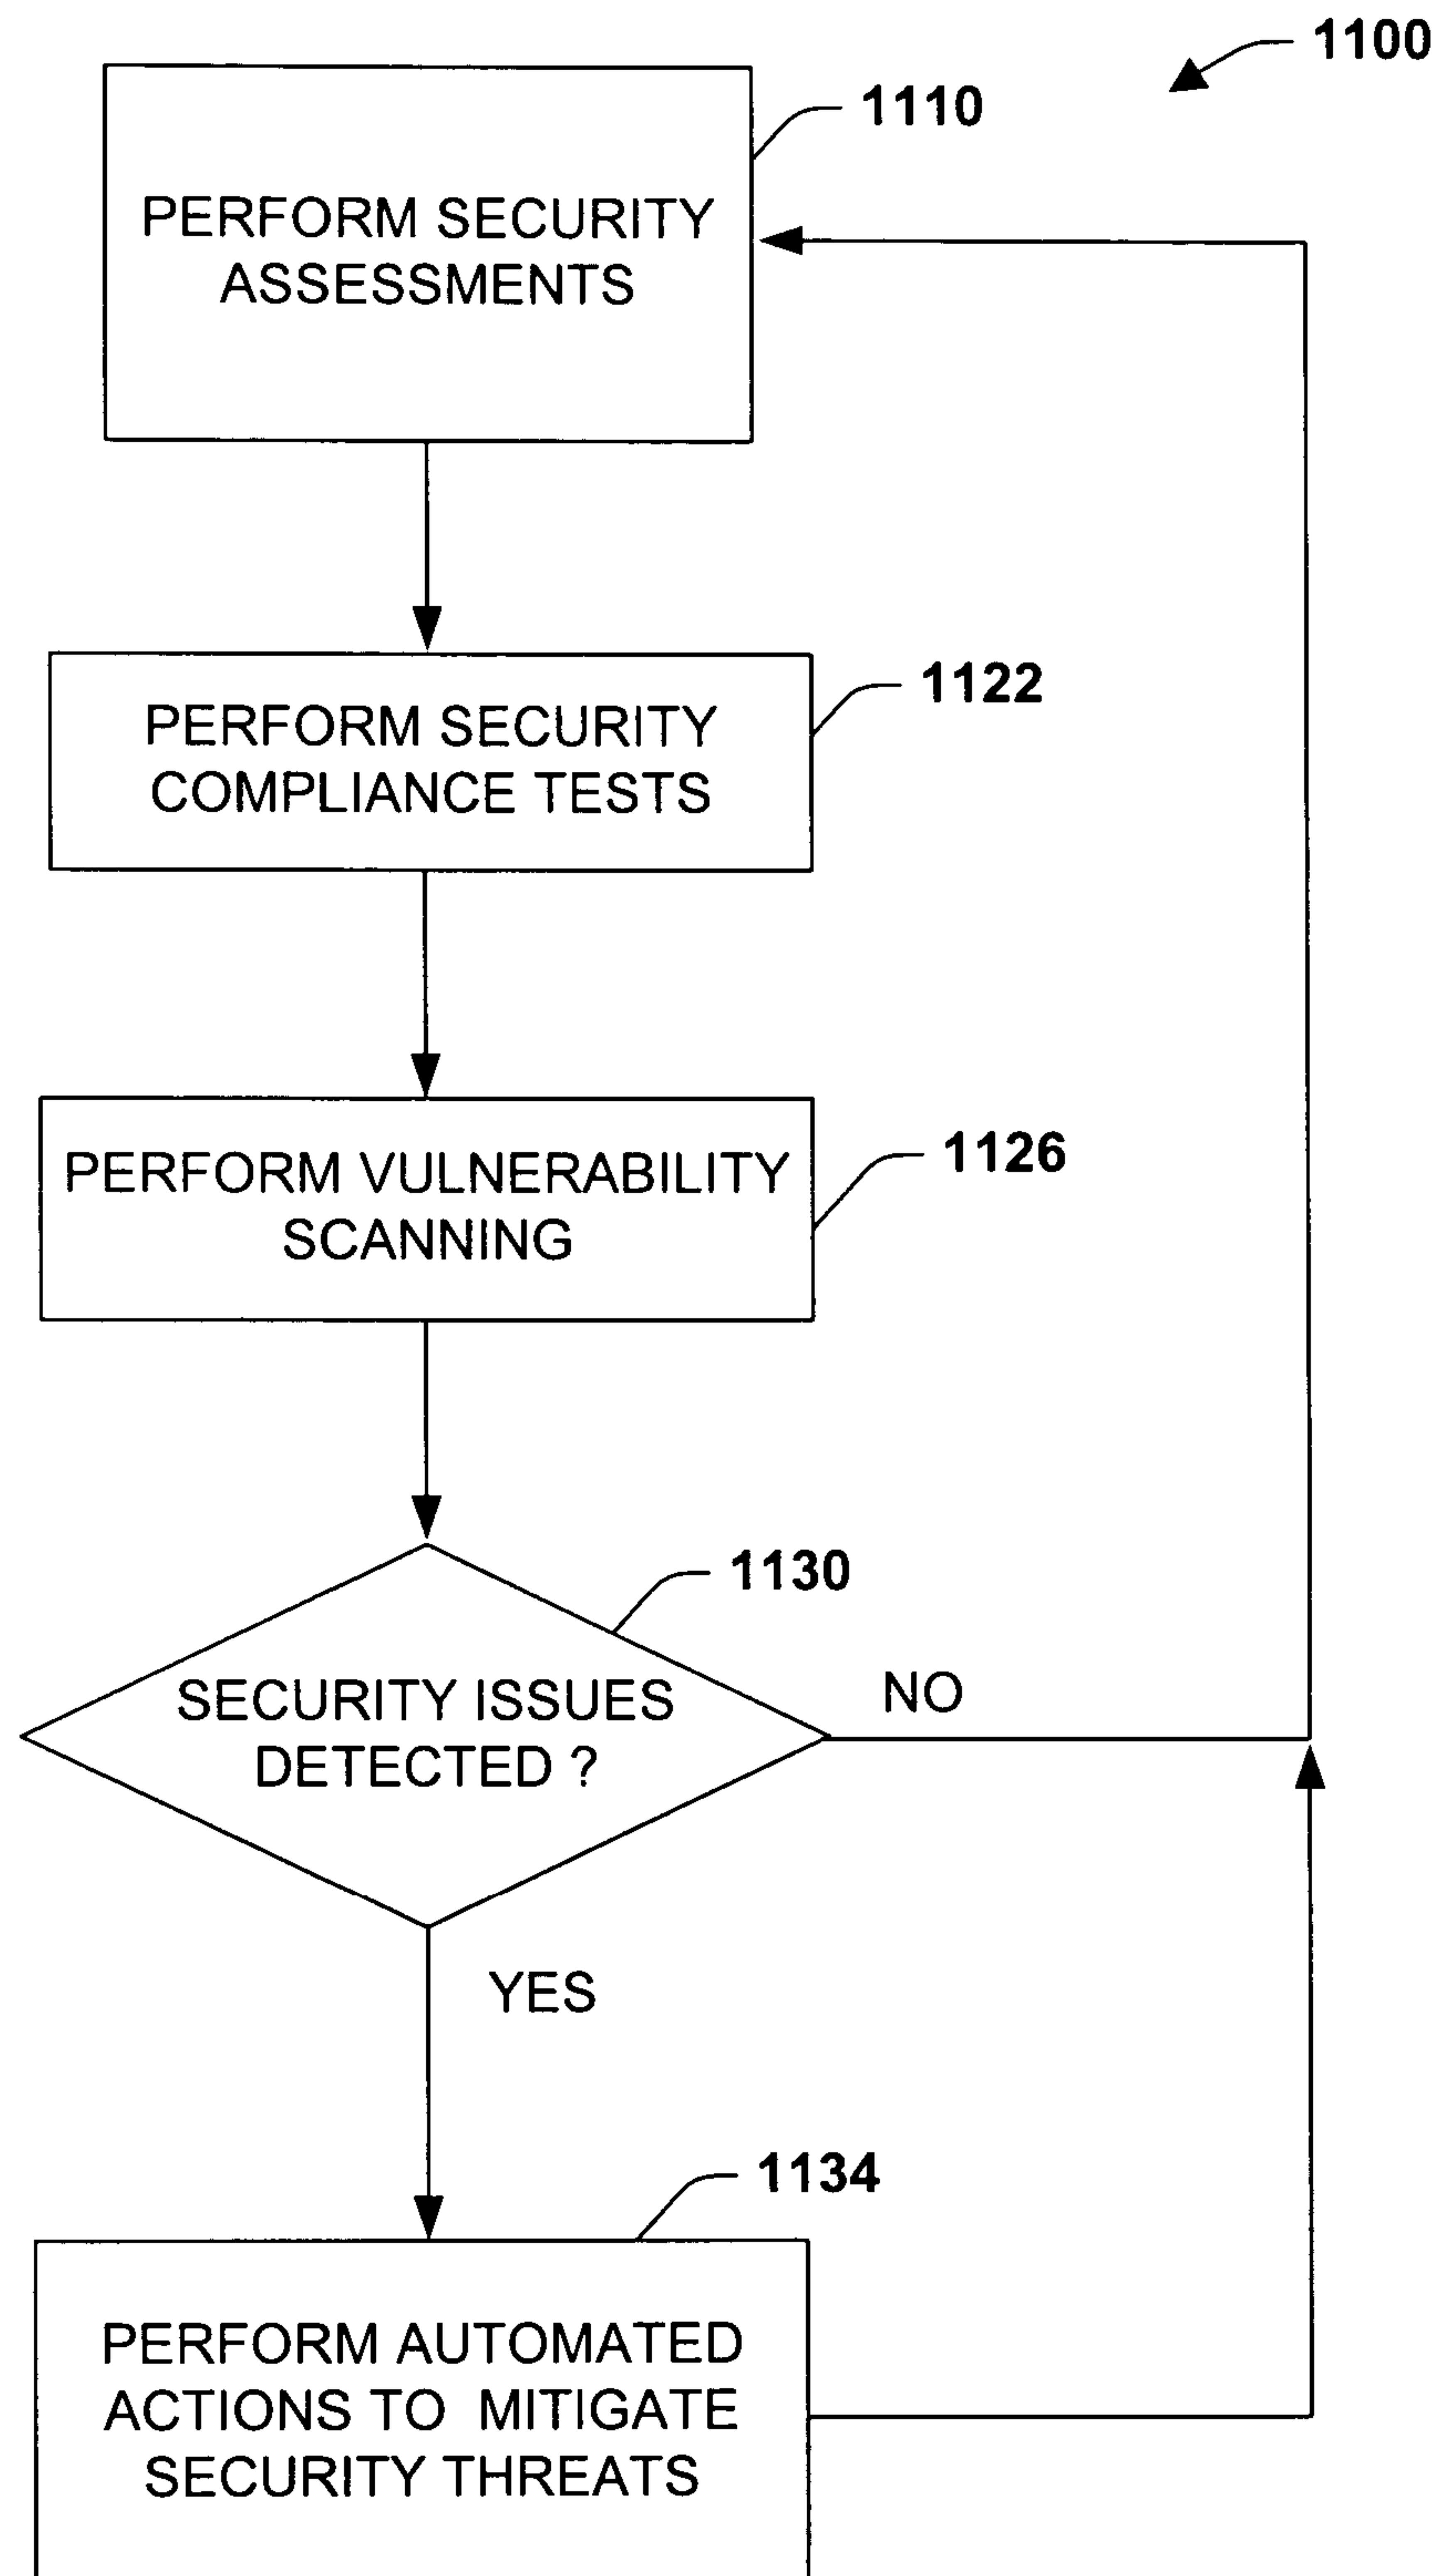 1100
1110
PERFORM SECURITY
ASSESSMENTS
1122
PERFORM SECURITY
COMPLIANCE TESTS
1126
PERFORM VULNERABILITY
SCANNING
1130
SECURITY ISSUES
DETECTED ?
NO
YES
1134
PERFORM AUTOMATED
ACTIONS TO MITIGATE
SECURITY THREATS